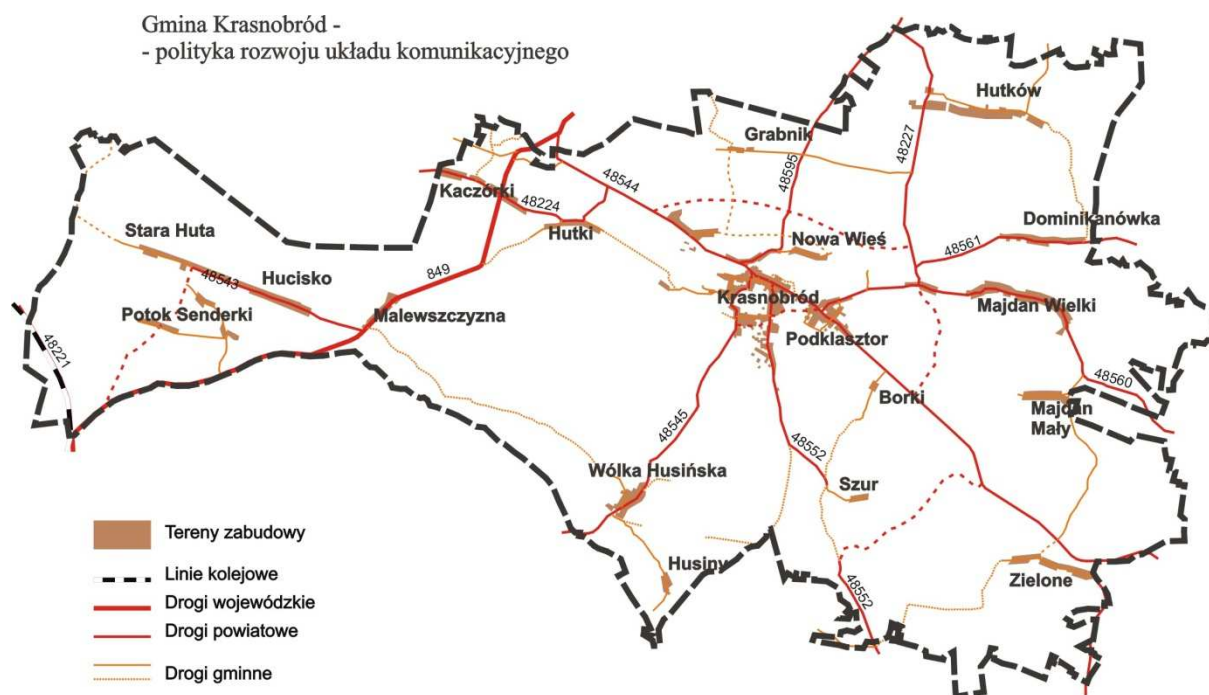 Gmina Krasnobród -
- polityka rozwoju układu komunikacyjnego
Hutków
Grabnik
48227
48595
48544
Kaczórki
48224
Hutki
Dominikanówka
Stara Huta
Nowa Wieś
48561
849
Hucisko
48543
Krasnobród
Majdan Wielki
Potok Senderki
Malewszczyzna
Podklasztor
48221
48560
Borki
Majdan
Mały
48545
48552
Wólka Husińska
Szur
Tereny zabudowy
Husiny
Linie kolejowe
Zielone
48552
Drogi wojewódzkie
Drogi powiatowe
Drogi gminne